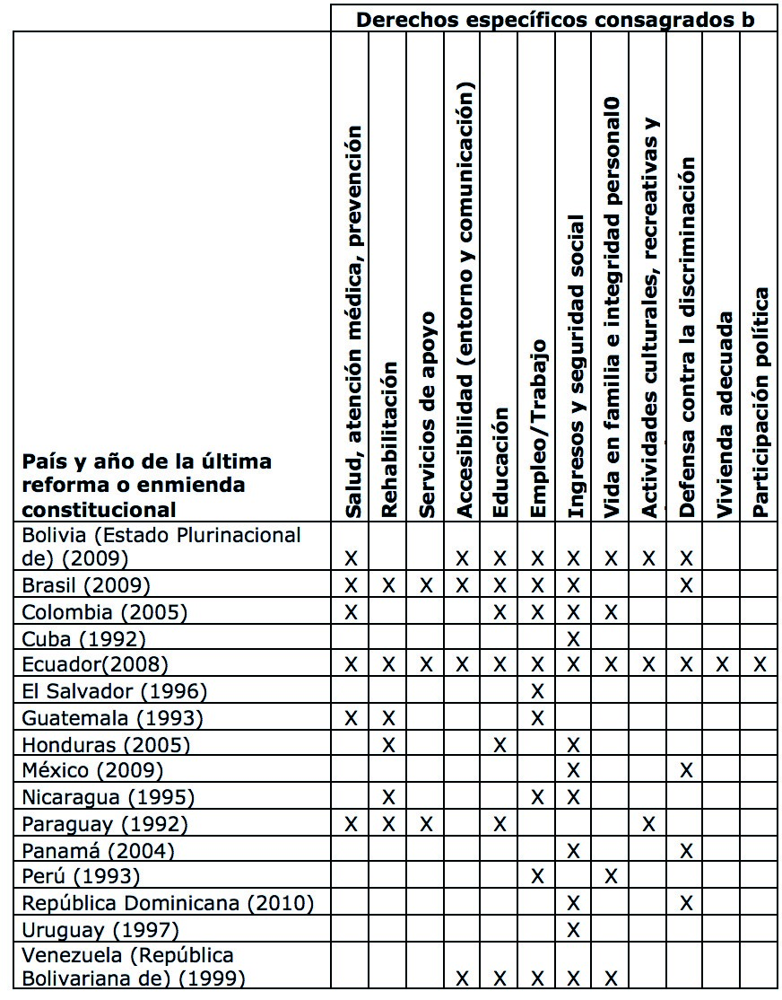 Derechos específicos consagrados b
País y año de la última
reforma o enmienda
constitucional
Salud, atención médica, prevención
Rehabilitación
Servicios de apoyo
Accesibilidad (entorno y comunicación)
Educación
Empleo/Trabajo
Ingresos y seguridad social
Vida en familia e integridad personal0
Actividades culturales, recreativas y
Defensa contra la discriminación
Vivienda adecuada
Participación política
Bolivia (Estado Plurinacional
de) (2009) X X X X X X X X
Brasil (2009) X X X X X X X X
Colombia (2005) X X X X X
Cuba (1992) X
Ecuador(2008) X X X X X X X X X X X X
El Salvador (1996) X
Guatemala (1993) X X X
Honduras (2005) X X X
México (2009) X X
Nicaragua (1995) X X X
Paraguay (1992) X X X X X
Panamá (2004) X X
Perú (1993) X X
República Dominicana (2010) X X
Uruguay (1997) X
Venezuela (República
Bolivariana de) (1999) X X X X X